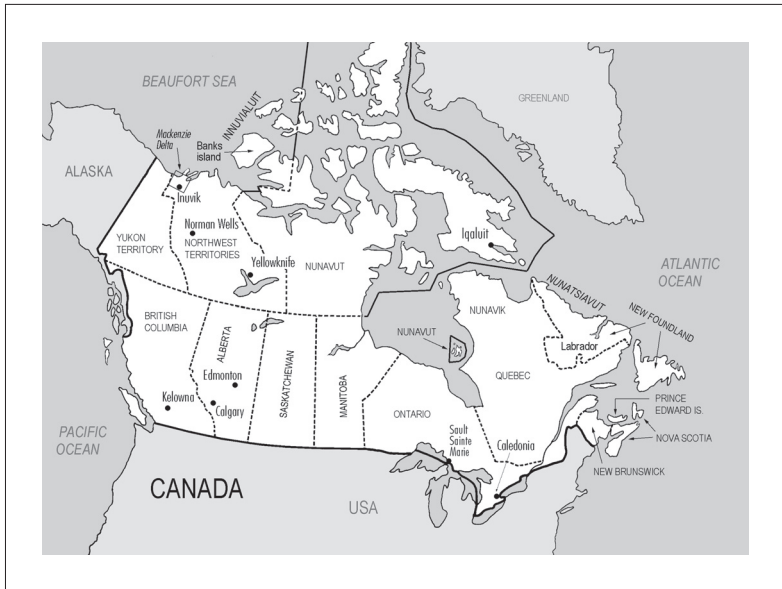 BEAUFORT SEA
GREENLAND
INNUVIALUIT
Mackenzie
Delta
Banks
island
ALASKA
Inuvik
Norman Wells
Iqaluit
YUKON
TERRITORY
NORTHWEST
TERRITORIES
Yellowknife
NUNAVUT
ATLANTIC
OCEAN
NUNATSIAVUT
NEW FOUNDLAND
NUNAVIK
BRITISH
COLUMBIA
ALBERTA
NUNAVUT
Labrador
Edmonton
SASKATCHEWAN
MANITOBA
QUEBEC
PRINCE
EDWARD IS.
Kelowna
Calgary
ONTARIO
Sault
Sainte
Marie
Caledonia
NOVA SCOTIA
PACIFIC
OCEAN
NEW BRUNSWICK
CANADA
USA